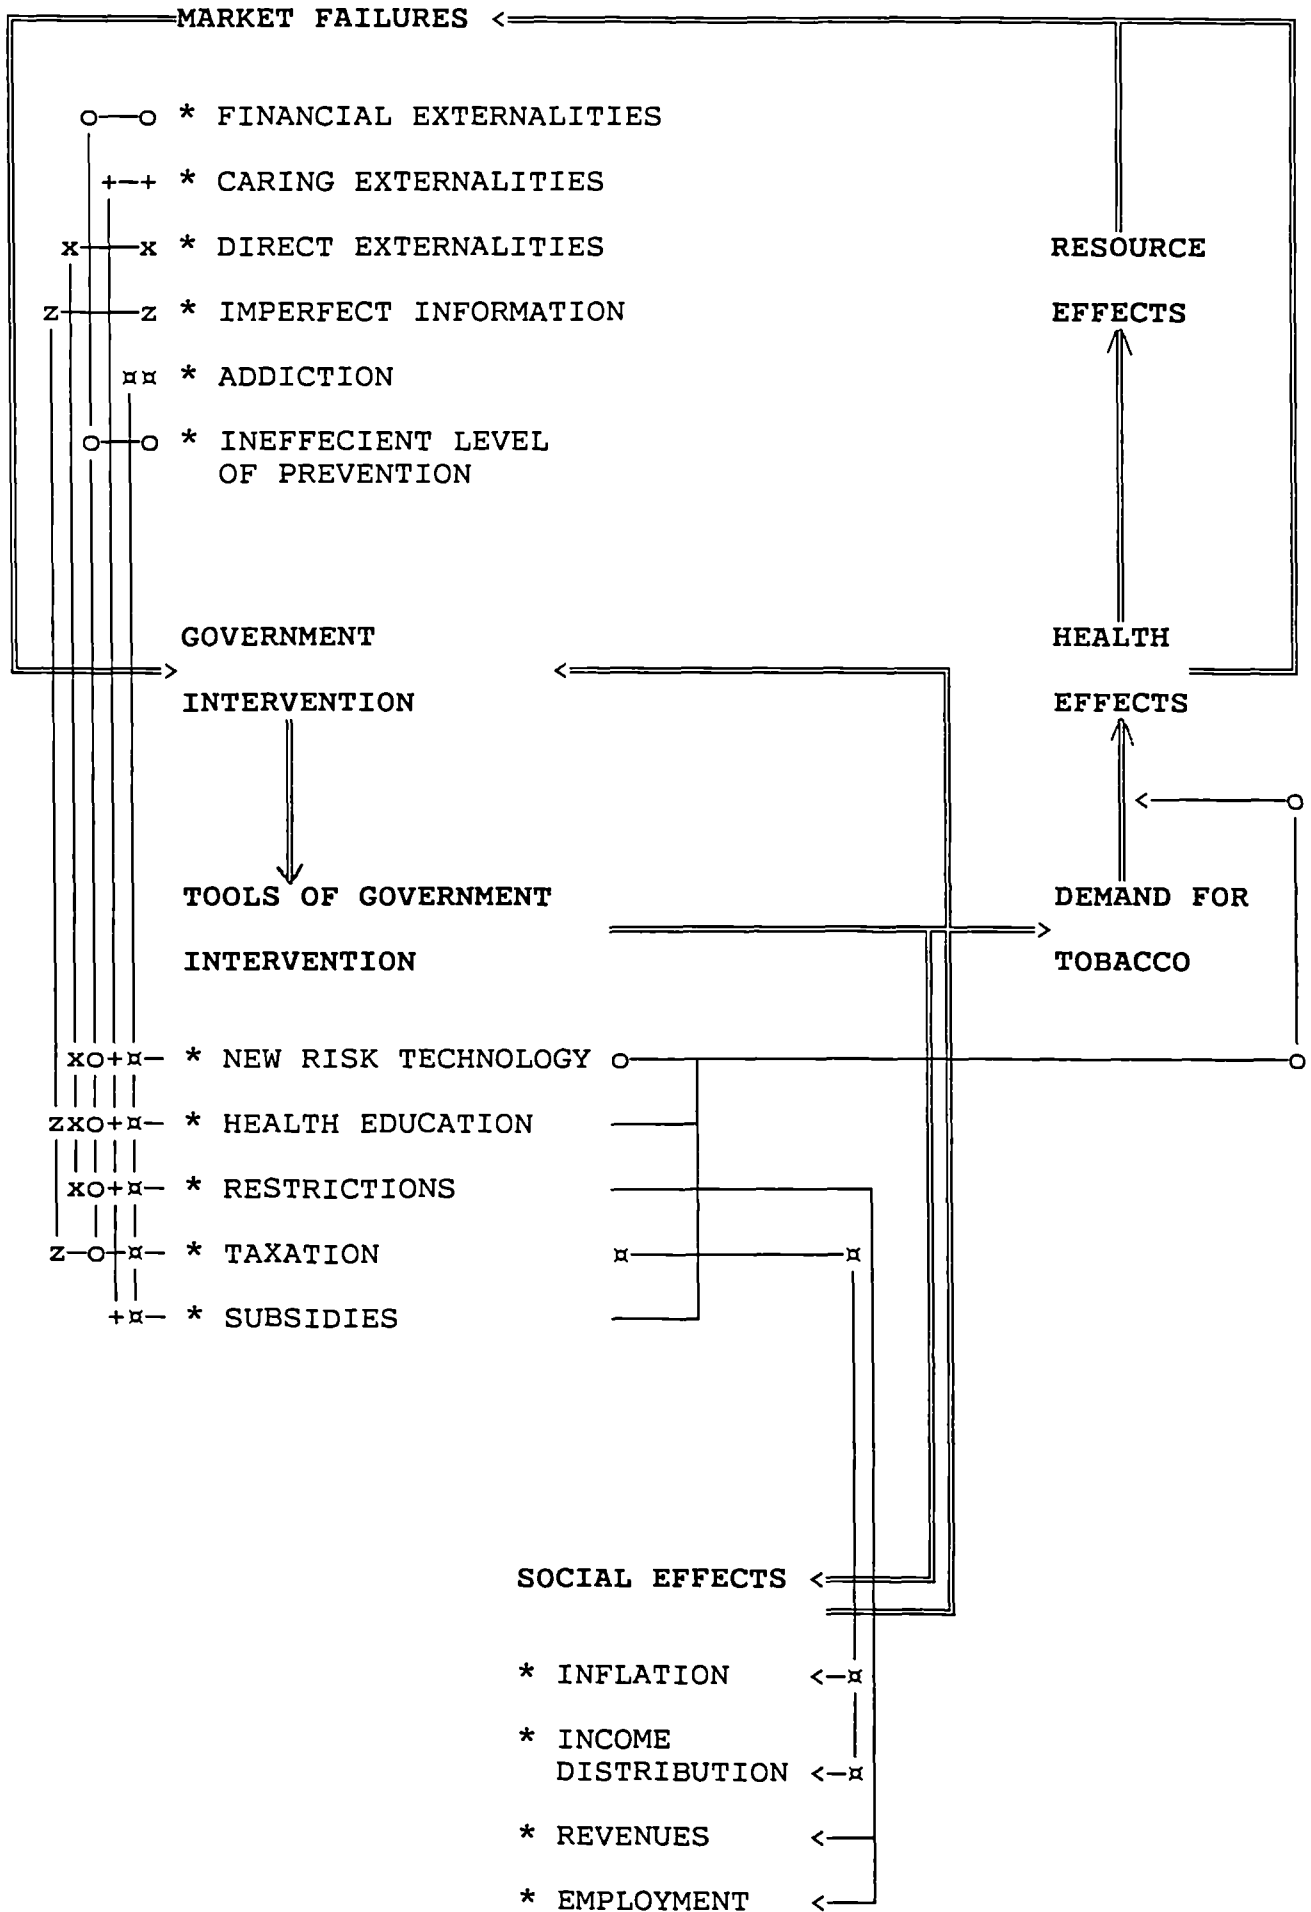 MARKET FAILURES
* FINANCIAL EXTERNALITIES
* CARING EXTERNALITIES
* DIRECT EXTERNALITIES
* IMPERFECT INFORMATION
* ADDICTION
* INEFFECIENT LEVEL
OF PREVENTION
RESOURCE
EFFECTS
GOVERNMENT
INTERVENTION
HEALTH
EFFECTS
TOOLS OF GOVERNMENT
INTERVENTION
DEMAND FOR
TOBACCO
* NEW RISK TECHNOLOGY
* HEALTH EDUCATION
* RESTRICTIONS
* TAXATION
* SUBSIDIES
SOCIAL EFFECTS
* INFLATION
* INCOME
DISTRIBUTION
* REVENUES
* EMPLOYMENT